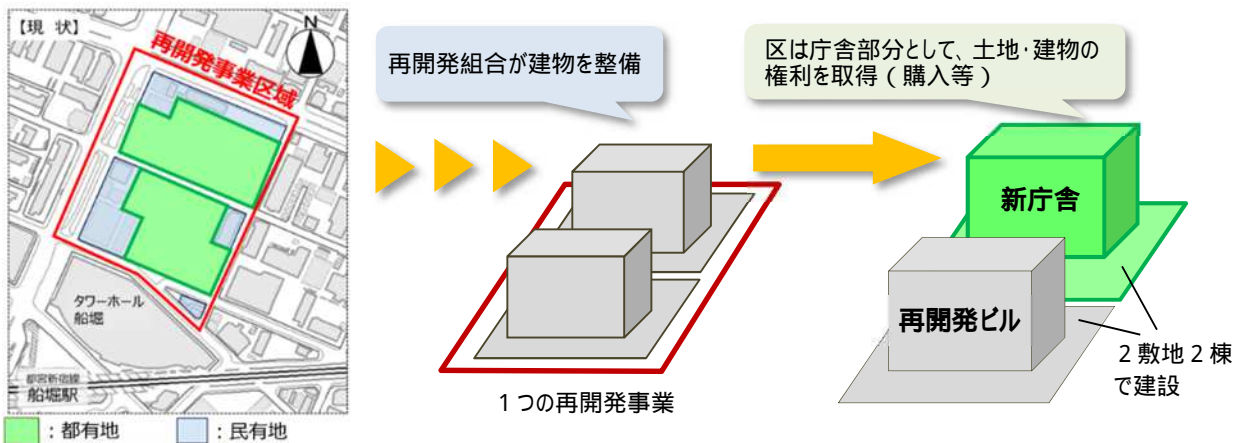 【現 状】
N
再開発事業区域
タワーホール
船堀
都営新宿線
船堀駅
：都有地
：民有地
再開発組合が建物を整備
1つの再開発事業
区は庁舎部分として、土地・建物の
権利を取得（購入等）
新庁舎
再開発ビル
2敷地2棟
で建設